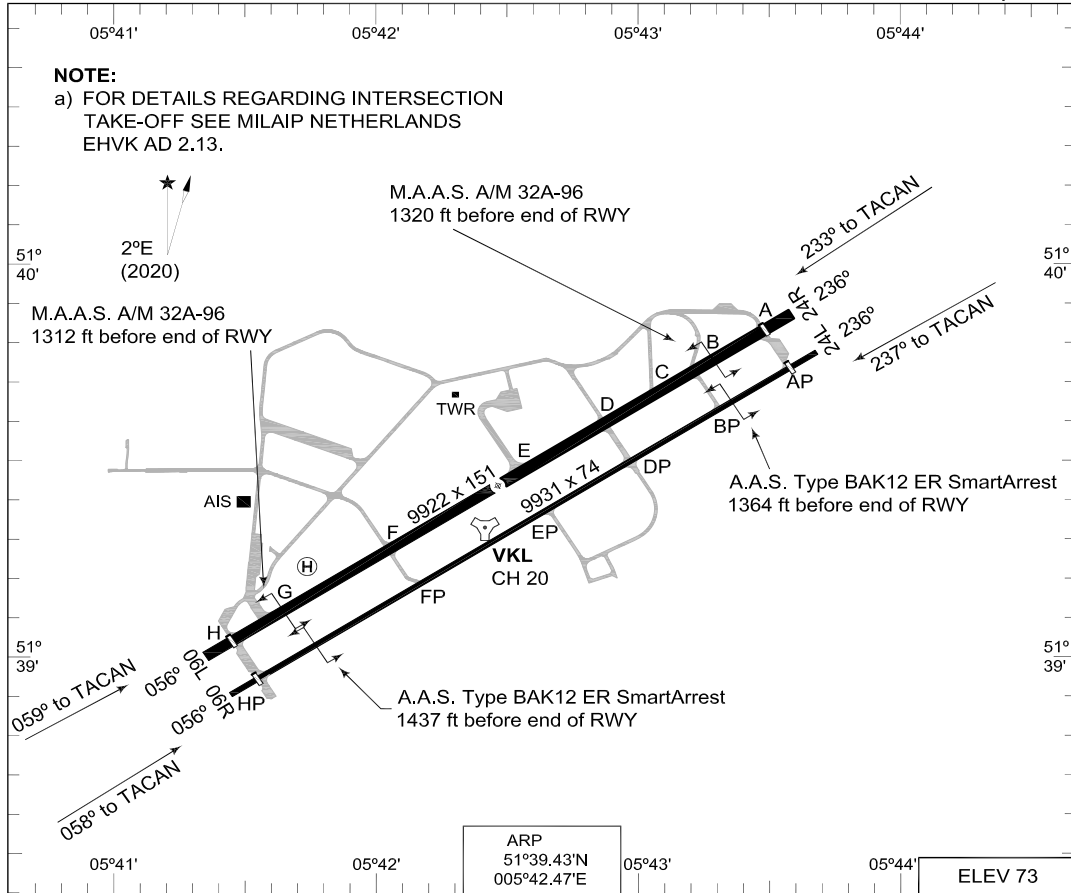 05º41'
05º42'
05º43'
05º44'
NOTE:
a) FOR DETAILS REGARDING INTERSECTION
TAKE-OFF SEE MILAIP NETHERLANDS
EHVK AD 2.13.
M.A.A.S. A/M 32A-96
1320 ft before end of RWY
233º to TACAN
2ºE
(2020)
51º
40'
51º
40'
M.A.A.S. A/M 32A-96
1312 ft before end of RWY
A
24R
236º
24L
236º
237º to TACAN
B
C
AP
TWR
D
BP
E
DP
9922 x 151
9931 x 74
A.A.S. Type BAK12 ER SmartArrest
1364 ft before end of RWY
AIS
F
EP
VKL
CH 20
H
G
FP
H
51º
39'
51º
39'
06L
056º
06R
056º
HP
059º to TACAN
A.A.S. Type BAK12 ER SmartArrest
1437 ft before end of RWY
058º to TACAN
ARP
51º39.43'N
005º42.47'E
05º41'
05º42'
05º43'
05º44'
ELEV 73